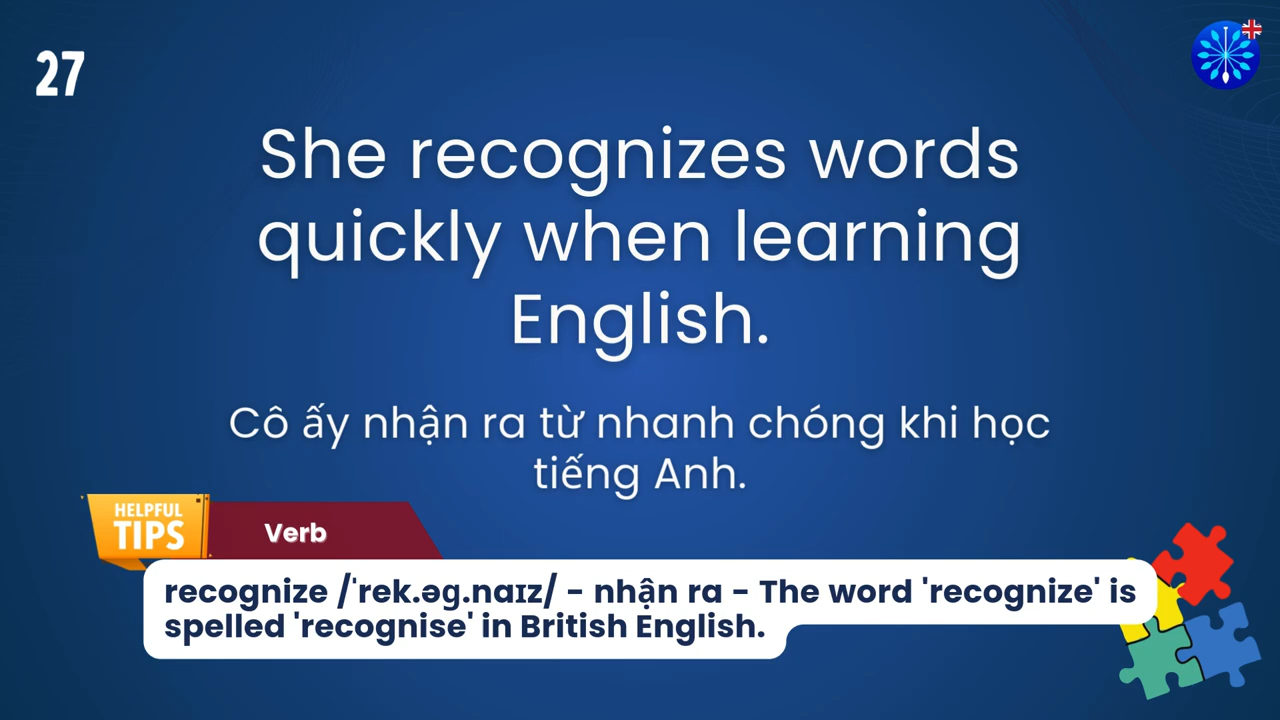 27
She recognizes words
quickly when learning
English.
Cô ấy nhận ra từ nhanh chóng khi học
tiếng Anh.
HELPFUL
TIPS
Verb
recognize /ˈrek.əg.naɪz/ - nhận ra - The word 'recognize' is
spelled 'recognise' in British English.